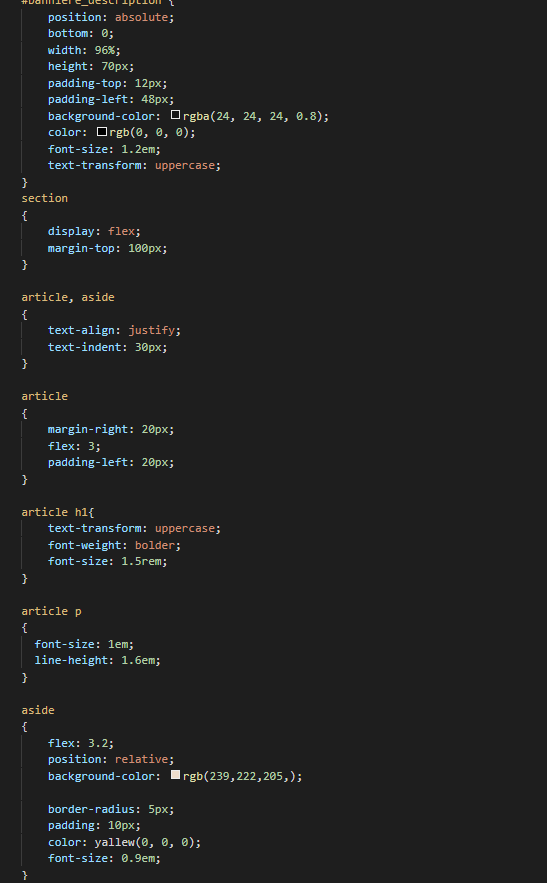 #banniere_description {
position: absolute;
bottom: 0;
width: 96%;
height: 70px;
padding-top: 12px;
padding-left: 48px;
background-color: rgba(24, 24, 24, 0.8);
color: rgb(0, 0, 0);
font-size: 1.2em;
text-transform: uppercase;
}
section
{
display: flex;
margin-top: 100px;
}
article, aside
{
text-align: justify;
text-indent: 30px;
}
article
{
margin-right: 20px;
flex: 3;
padding-left: 20px;
}
article h1{
text-transform: uppercase;
font-weight: bolder;
font-size: 1.5rem;
}
article p
{
font-size: 1em;
line-height: 1.6em;
}
aside
{
flex: 3.2;
position: relative;
background-color: rgb(239,222,205,);
border-radius: 5px;
padding: 10px;
color: yallew(0, 0, 0);
font-size: 0.9em;
}